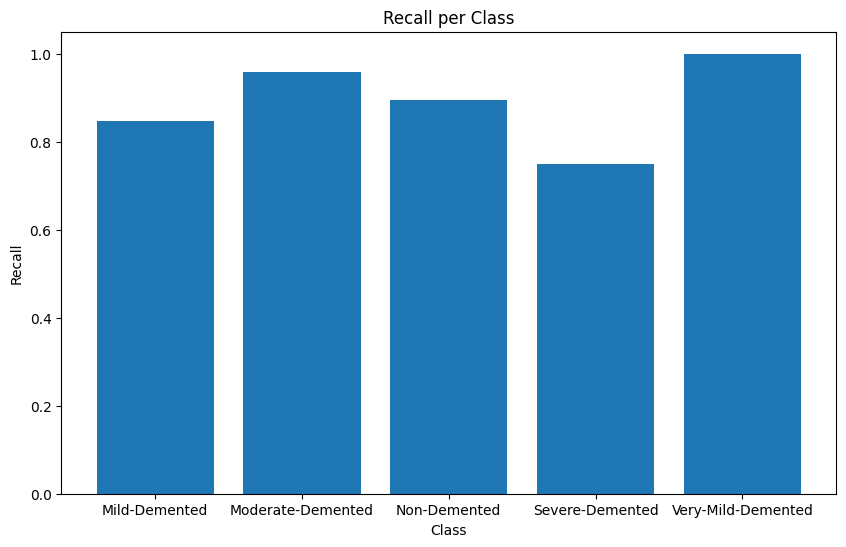 Recall per Class
1.0
0.8
0.6
0.4
0.2
0.0
Recall
Mild-Demented Moderate-Demented Non-Demented Severe-Demented Very-Mild-Demented
Class